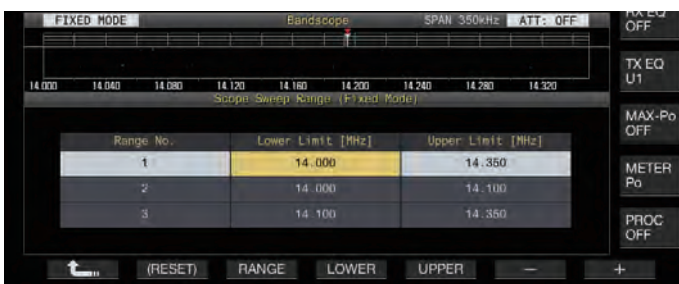 FIXED MODE Bandscope SPAN 350kHz ATT: OFF
RX EQ
OFF
TX EQ
U1
14.000 14.040 14.080 14.120 14.160 14.200 14.240 14.280 14.320
Scope Sweep Range (Fixed Mode)
MAX-Po
OFF
Range No. Lower Limit [MHz] Upper Limit [MHz]
1 14.000 14.350
METER
Po
2 14.000 14.100
3 14.100 14.350
PROC
OFF
(RESET) RANGE LOWER UPPER − +